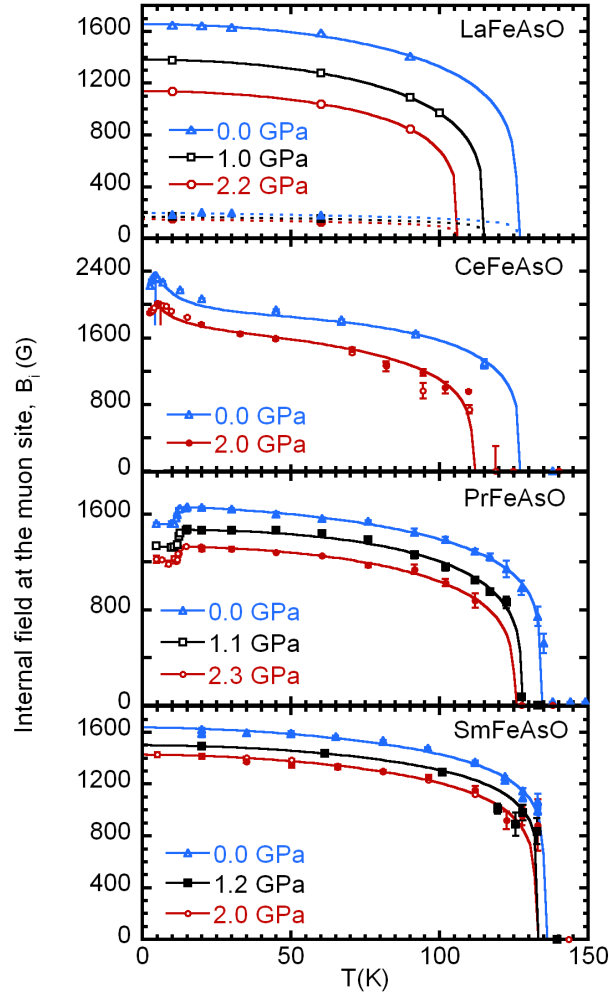 Internal field at the muon site, Bᵢ (G)
LaFeAsO
1600
1200
800
400
0
0.0 GPa
1.0 GPa
2.2 GPa
CeFeAsO
2400
1600
800
0
0.0 GPa
2.0 GPa
PrFeAsO
1600
800
0
0.0 GPa
1.1 GPa
2.3 GPa
SmFeAsO
1600
1200
800
400
0
0.0 GPa
1.2 GPa
2.0 GPa
0 50 100 150
T(K)